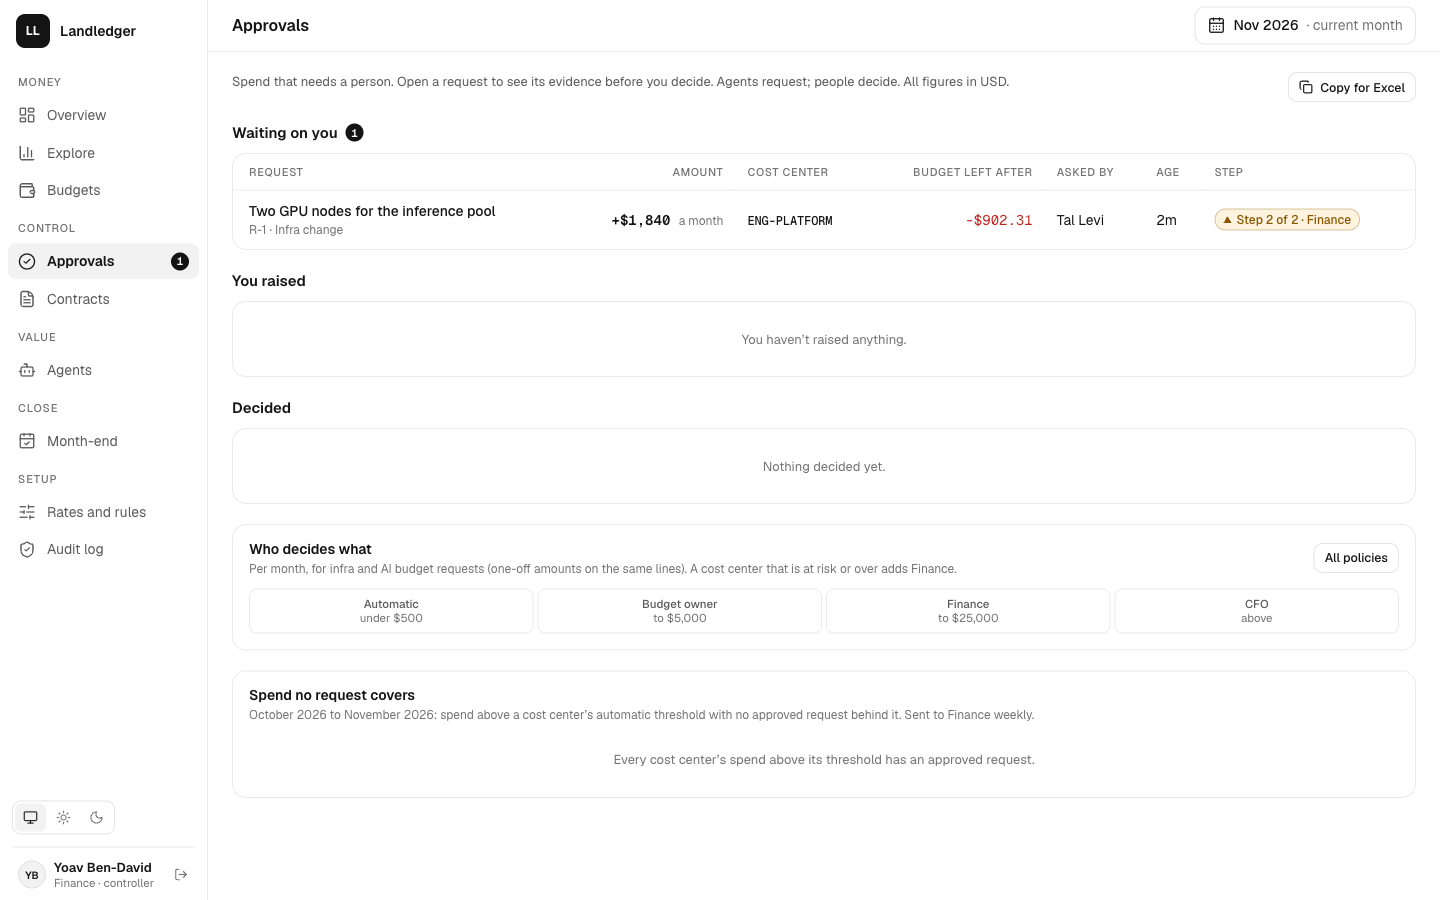 LL
Landledger
MONEY
Overview
Explore
Budgets
CONTROL
Approvals 1
Contracts
VALUE
Agents
CLOSE
Month-end
SETUP
Rates and rules
Audit log
YB
Yoav Ben-David
Finance · controller
Approvals
Nov 2026 · current month
Spend that needs a person. Open a request to see its evidence before you decide. Agents request; people decide. All figures in USD.
Copy for Excel
Waiting on you 1
REQUEST AMOUNT COST CENTER BUDGET LEFT AFTER ASKED BY AGE STEP
Two GPU nodes for the inference pool
R-1 · Infra change
+$1,840 a month ENG-PLATFORM -$902.31 Tal Levi 2m Step 2 of 2 · Finance
You raised
You haven’t raised anything.
Decided
Nothing decided yet.
Who decides what
Per month, for infra and AI budget requests (one-off amounts on the same lines). A cost center that is at risk or over adds Finance.
All policies
Automatic
under $500
Budget owner
to $5,000
Finance
to $25,000
CFO
above
Spend no request covers
October 2026 to November 2026: spend above a cost center’s automatic threshold with no approved request behind it. Sent to Finance weekly.
Every cost center’s spend above its threshold has an approved request.